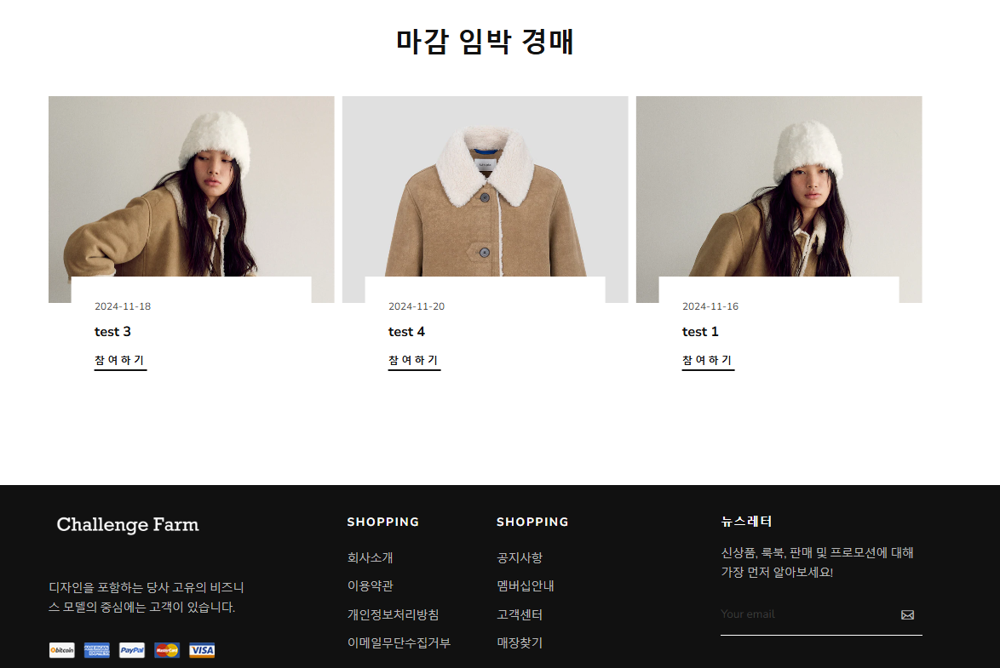 마감 임박 경매
2024-11-18
test 3
참여하기
2024-11-20
test 4
참여하기
2024-11-16
test 1
참여하기
Challenge Farm
디자인을 포함하는 당사 고유의 비즈니
스 모델의 중심에는 고객이 있습니다.
bitcoin
AMERICAN EXPRESS
PayPal
MasterCard
VISA
SHOPPING
회사소개
이용약관
개인정보처리방침
이메일무단수집거부
SHOPPING
공지사항
멤버십안내
고객센터
매장찾기
뉴스레터
신상품, 룩북, 판매 및 프로모션에 대해
가장 먼저 알아보세요!
Your email